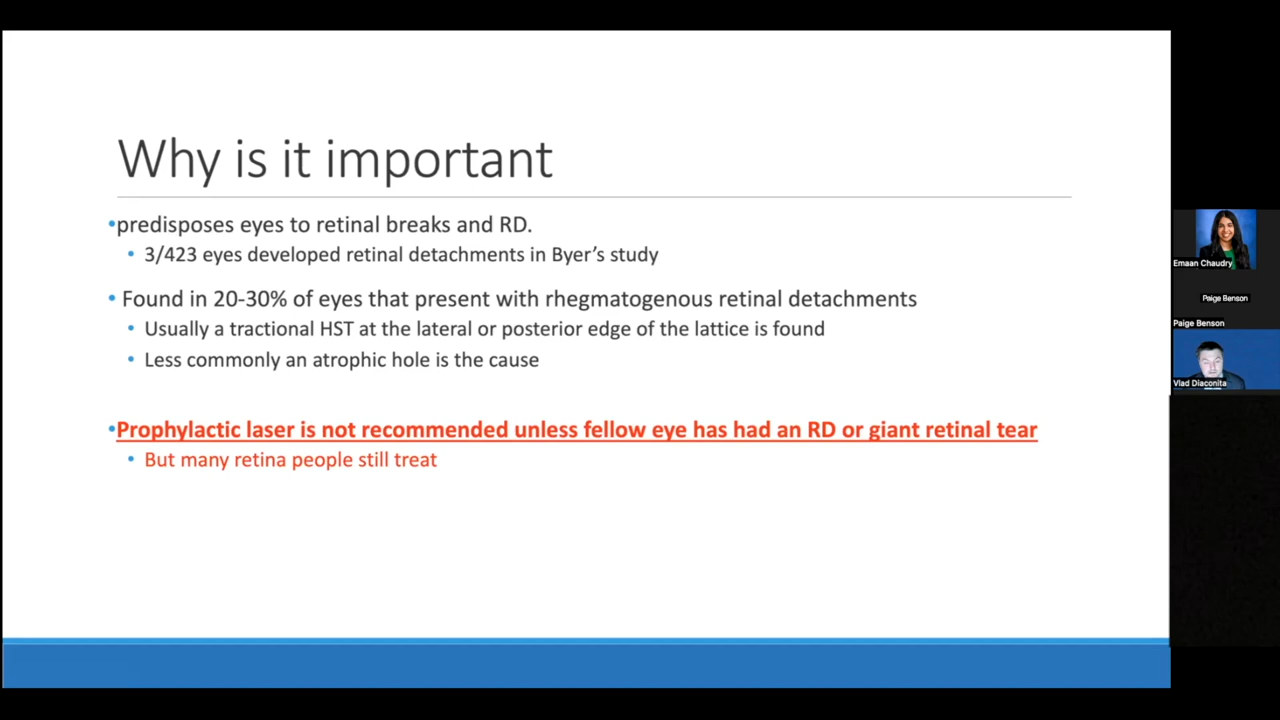 Why is it important
•predisposes eyes to retinal breaks and RD.
• 3/423 eyes developed retinal detachments in Byer's study
• Found in 20-30% of eyes that present with rhegmatogenous retinal detachments
• Usually a tractional HST at the lateral or posterior edge of the lattice is found
• Less commonly an atrophic hole is the cause
•Prophylactic laser is not recommended unless fellow eye has had an RD or giant retinal tear
• But many retina people still treat
Emaan Chaudry
Paige Benson
Paige Benson
Vlad Diaconita